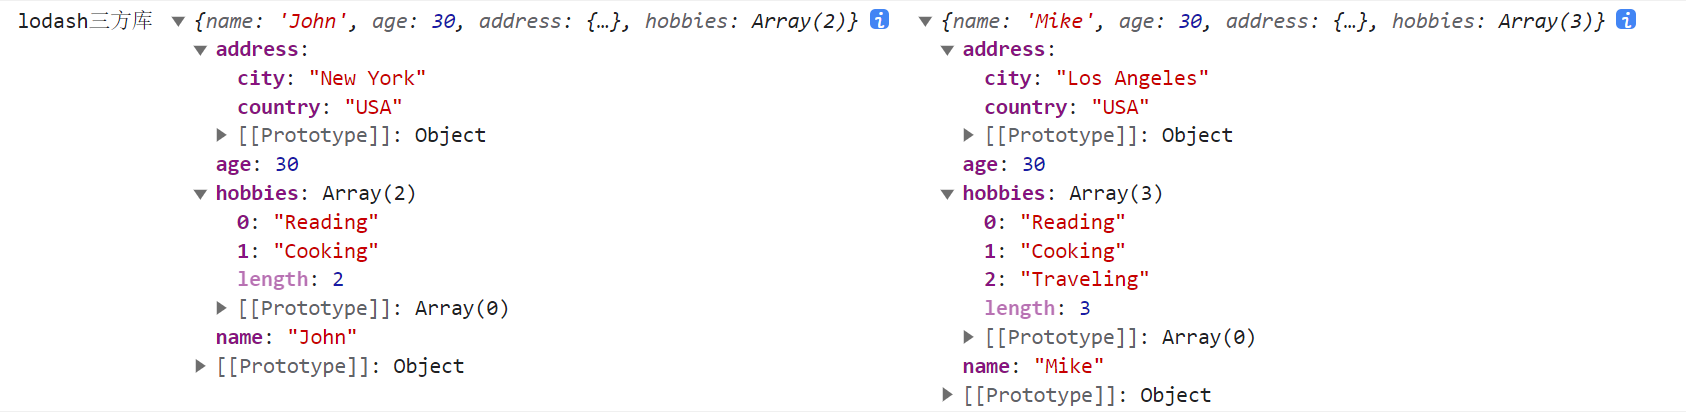 lodash三方库 ▼ {name: 'John', age: 30, address: {…}, hobbies: Array(2)} i ▼ {name: 'Mike', age: 30, address: {…}, hobbies: Array(3)} i
▼ address:
city: "New York"
country: "USA"
▶ [[Prototype]]: Object
age: 30
▼ hobbies: Array(2)
0: "Reading"
1: "Cooking"
length: 2
▶ [[Prototype]]: Array(0)
name: "John"
▶ [[Prototype]]: Object
▼ address:
city: "Los Angeles"
country: "USA"
▶ [[Prototype]]: Object
age: 30
▼ hobbies: Array(3)
0: "Reading"
1: "Cooking"
2: "Traveling"
length: 3
▶ [[Prototype]]: Array(0)
name: "Mike"
▶ [[Prototype]]: Object